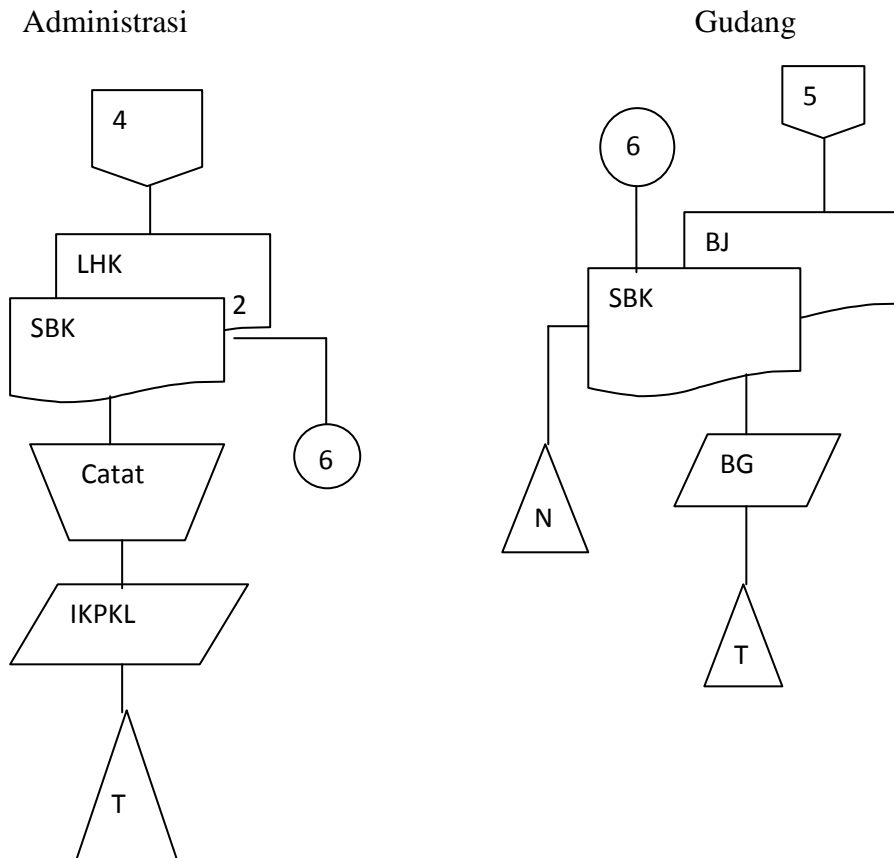 Administrasi
4
LHK
2
SBK
6
Catat
IKPKL
T
Gudang
5
6
BJ
SBK
N
BG
T